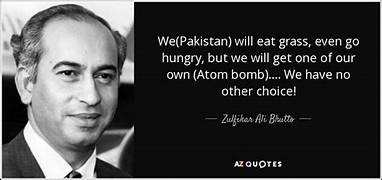 We(Pakistan) will eat grass, even go
hungry, but we will get one of our
own (Atom bomb).... We have no
other choice!
Zulfikar Ali Bhutto
AZ QUOTES